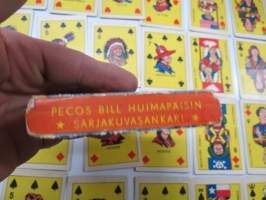 PECOS BILL HUIMAPÄISIN
★ SARJAKUVASANKARI ★